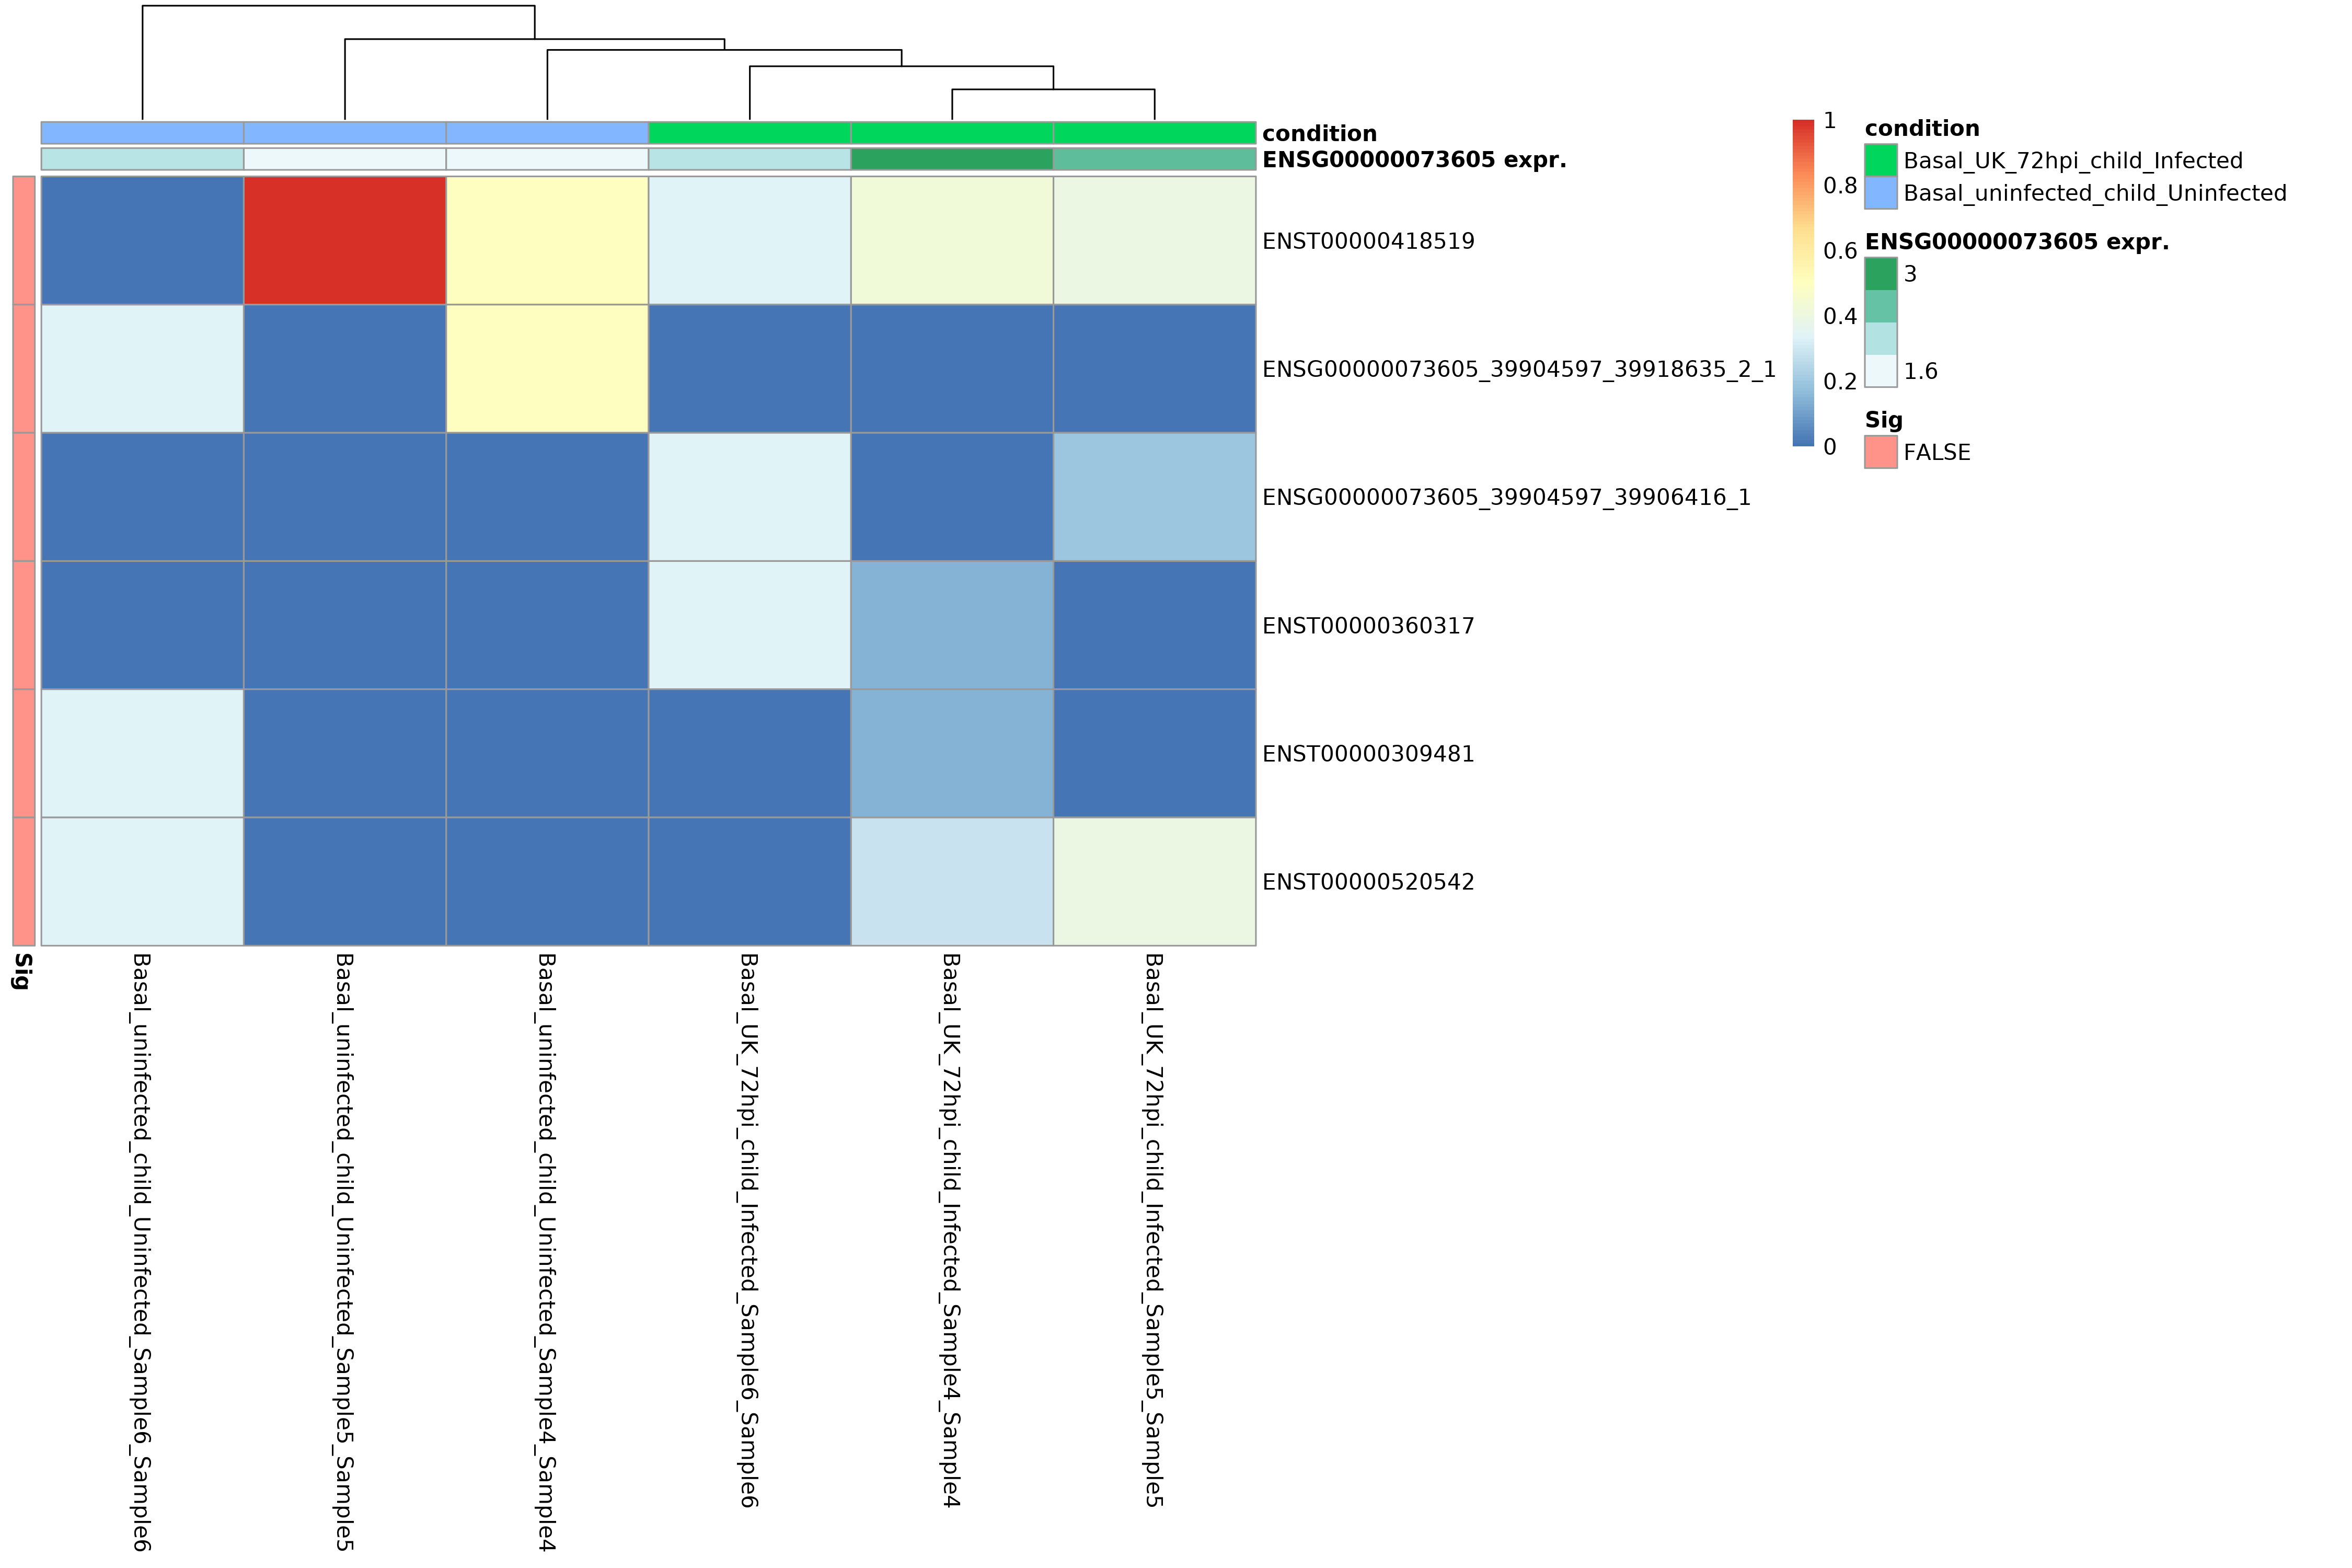 condition
ENSG00000073605 expr.
ENST00000418519
ENSG00000073605_39904597_39918635_2_1
ENSG00000073605_39904597_39906416_1
ENST00000360317
ENST00000309481
ENST00000520542
Sig
Basal_uninfected_child_Uninfected_Sample6_Sample6
Basal_uninfected_child_Uninfected_Sample5_Sample5
Basal_uninfected_child_Uninfected_Sample4_Sample4
Basal_UK_72hpi_child_Infected_Sample6_Sample6
Basal_UK_72hpi_child_Infected_Sample4_Sample4
Basal_UK_72hpi_child_Infected_Sample5_Sample5
1
0.8
0.6
0.4
0.2
0
condition
Basal_UK_72hpi_child_Infected
Basal_uninfected_child_Uninfected
ENSG00000073605 expr.
3
1.6
Sig
FALSE